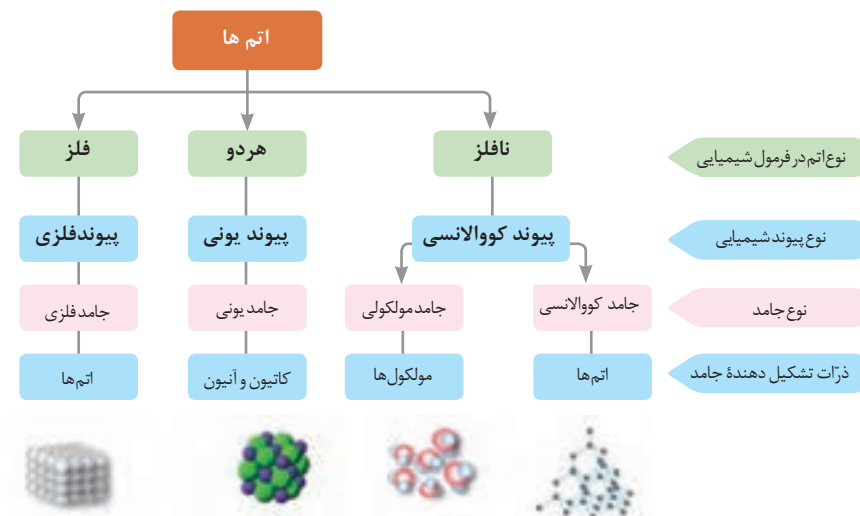 اتم ها
نوع اتم در فرمول شیمیایی
نافلز
هردو
فلز
نوع پیوند شیمیایی
پیوند کووالانسی
پیوند یونی
پیوند فلزی
نوع جامد
جامد کووالانسی
جامد مولکولی
جامد یونی
جامد فلزی
ذرّات تشکیل دهندهٔ جامد
اتم‌ها
مولکول‌ها
کاتیون و آنیون
اتم‌ها